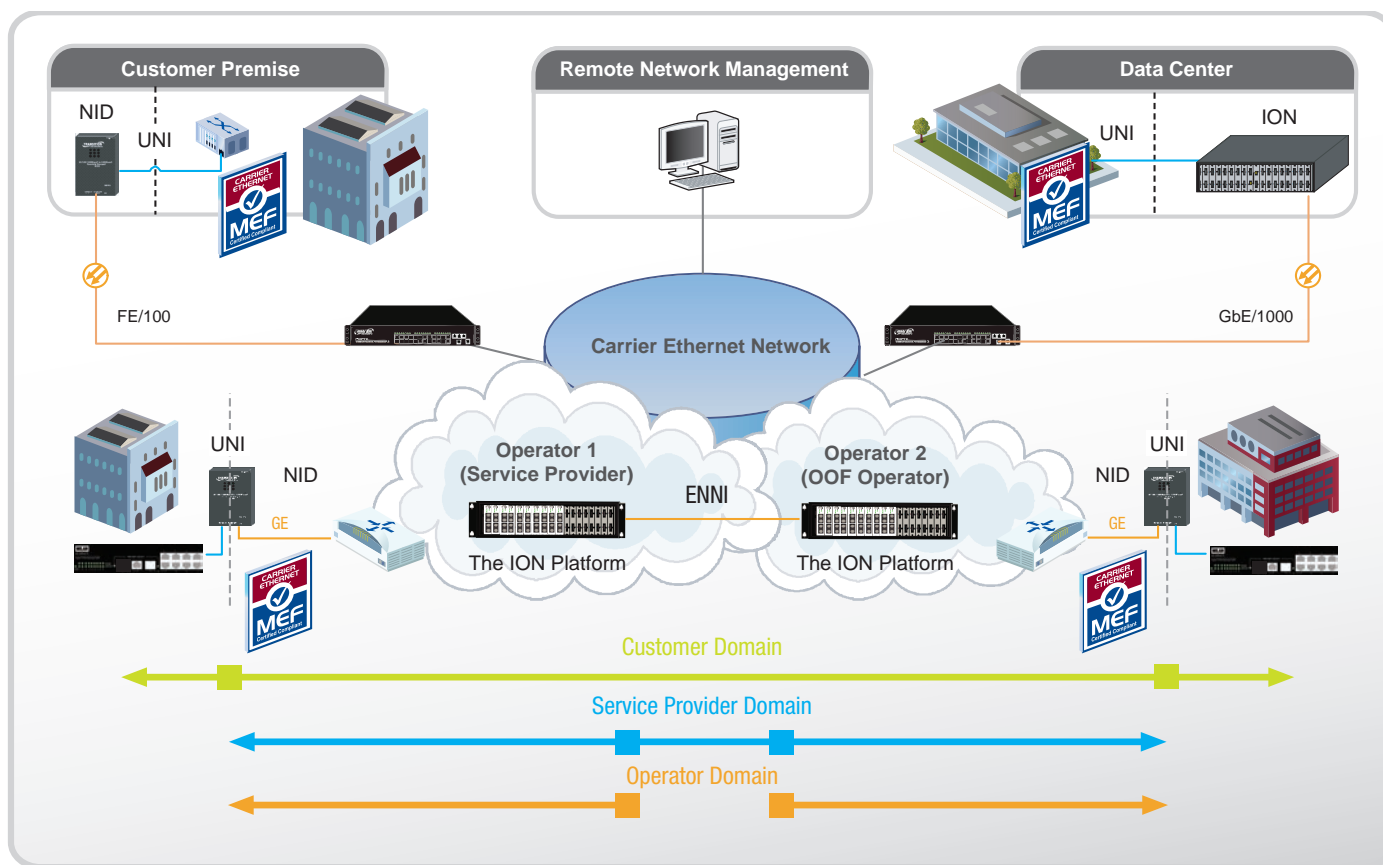 Customer Premise
Remote Network Management
Data Center
NID
UNI
UNI
ION
CARRIER
ETHERNET
MEF
Certified Compliant
CARRIER
ETHERNET
MEF
Certified Compliant
FE/100
GbE/1000
Carrier Ethernet Network
UNI
NID
GE
Operator 1
(Service Provider)
ENNI
Operator 2
(OOF Operator)
UNI
NID
GE
The ION Platform
The ION Platform
CARRIER
ETHERNET
MEF
Certified Compliant
CARRIER
ETHERNET
MEF
Certified Compliant
Customer Domain
Service Provider Domain
Operator Domain